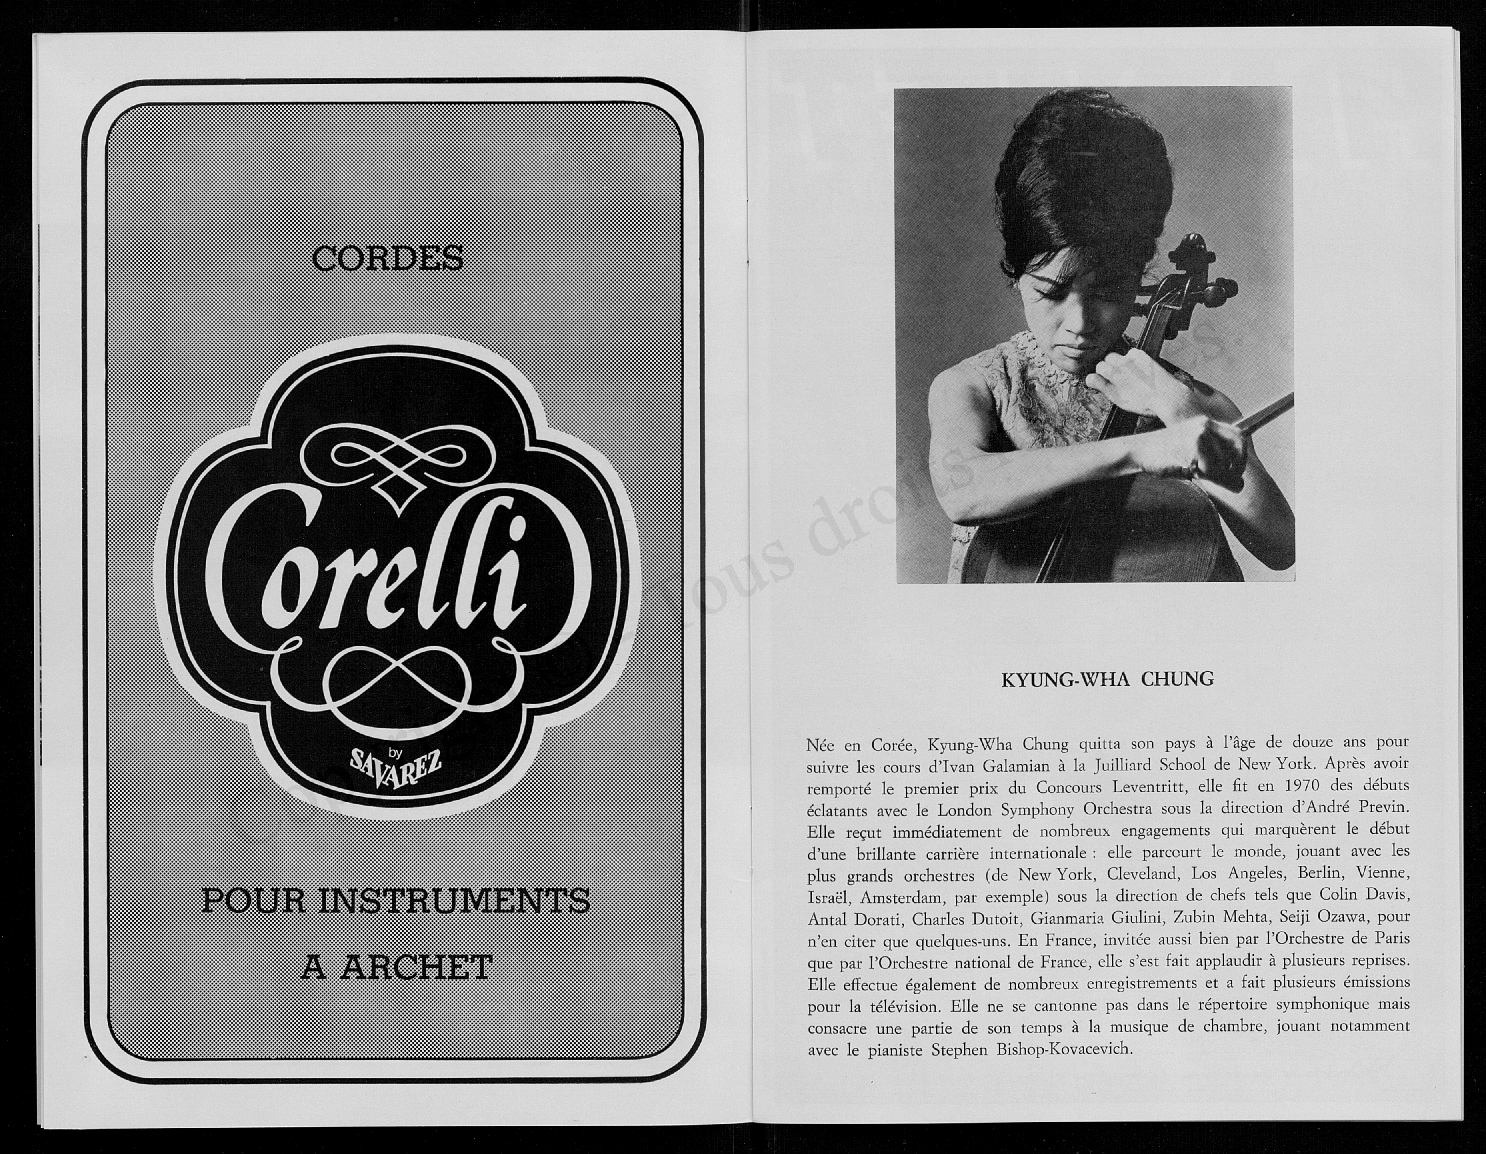 CORDES
Corelli
by
SAVAREZ
POUR INSTRUMENTS
A ARCHET
KYUNG-WHA CHUNG
Née en Corée, Kyung-Wha Chung quitta son pays à l'âge de douze ans pour
suivre les cours d'Ivan Galamian à la Juilliard School de New York. Après avoir
remporté le premier prix du Concours Leventritt, elle fit en 1970 des débuts
éclatants avec le London Symphony Orchestra sous la direction d'André Previn.
Elle reçut immédiatement de nombreux engagements qui marquèrent le début
d'une brillante carrière internationale : elle parcourt le monde, jouant avec les
plus grands orchestres (de New York, Cleveland, Los Angeles, Berlin, Vienne,
Israël, Amsterdam, par exemple) sous la direction de chefs tels que Colin Davis,
Antal Dorati, Charles Dutoit, Gianmaria Giulini, Zubin Mehta, Seiji Ozawa, pour
n'en citer que quelques-uns. En France, invitée aussi bien par l'Orchestre de Paris
que par l'Orchestre national de France, elle s'est fait applaudir à plusieurs reprises.
Elle effectue également de nombreux enregistrements et a fait plusieurs émissions
pour la télévision. Elle ne se cantonne pas dans le répertoire symphonique mais
consacre une partie de son temps à la musique de chambre, jouant notamment
avec le pianiste Stephen Bishop-Kovacevich.
tous droits